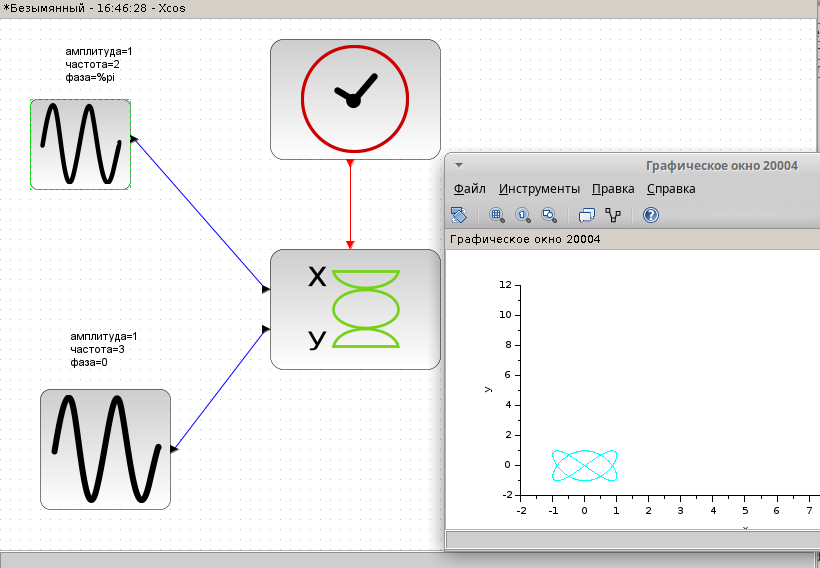 *Безымянный - 16:46:28 - Xcos
амплитуда=1
частота=2
фаза=%pi
X
У
амплитуда=1
частота=3
фаза=0
Графическое окно 20004
Файл Инструменты Правка Справка
Графическое окно 20004
12
10
8
6
y
4
2
0
-2
-2 -1 0 1 2 3 4 5 6 7